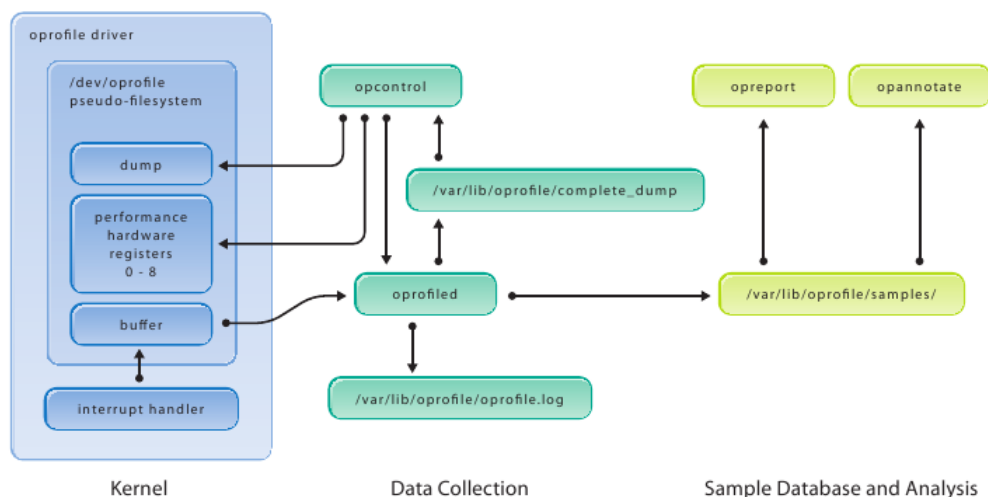 oprofile driver
/dev/oprofile
pseudo-filesystem
dump
performance
hardware
registers
0 - 8
buffer
interrupt handler
Kernel
opcontrol
/var/lib/oprofile/complete_dump
oprofiled
/var/lib/oprofile/oprofile.log
Data Collection
opreport
opannotate
/var/lib/oprofile/samples/
Sample Database and Analysis